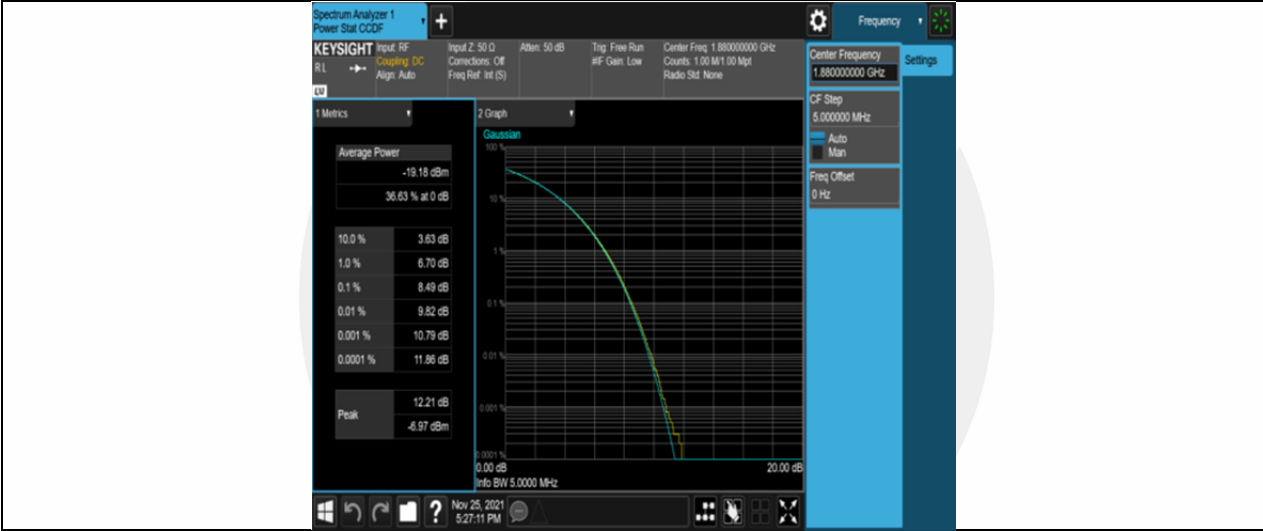 Spectrum Analyzer 1
Power Stat CCDF
+
Frequency
KEYSIGHT
RL
LV
Input: RF
Coupling: DC
Align: Auto
Input Z: 50 Ω
Corrections: Off
Freq Ref: Int (S)
Atten: 50 dB
Trig: Free Run
#IF Gain: Low
Center Freq: 1.880000000 GHz
Counts: 1.00 M/1.00 Mpt
Radio Std: None
Center Frequency
1.880000000 GHz
Settings
CF Step
5.000000 MHz
Auto
Man
Freq Offset
0 Hz
1 Metrics
Average Power
-19.18 dBm
36.63 % at 0 dB
10.0 % 3.63 dB
1.0 % 6.70 dB
0.1 % 8.49 dB
0.01 % 9.82 dB
0.001 % 10.79 dB
0.0001 % 11.86 dB
Peak
12.21 dB
-6.97 dBm
2 Graph
Gaussian
100 %
10 %
1 %
0.1 %
0.01 %
0.001 %
0.0001 %
0.00 dB 20.00 dB
Info BW 5.0000 MHz
?
Nov 25, 2021
5:27:11 PM